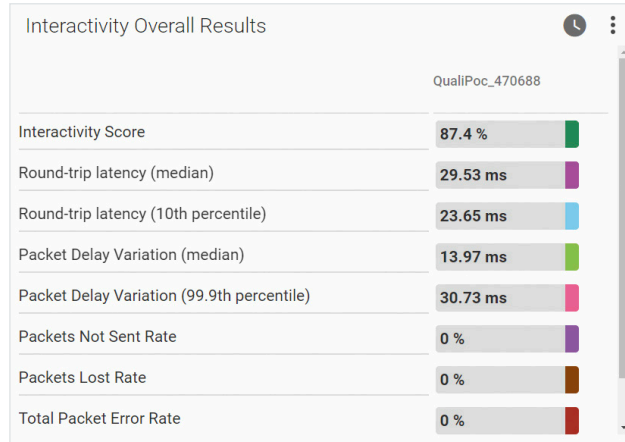 Interactivity Overall Results
QualiPoc_470688
Interactivity Score 87.4 %
Round-trip latency (median) 29.53 ms
Round-trip latency (10th percentile) 23.65 ms
Packet Delay Variation (median) 13.97 ms
Packet Delay Variation (99.9th percentile) 30.73 ms
Packets Not Sent Rate 0 %
Packets Lost Rate 0 %
Total Packet Error Rate 0 %